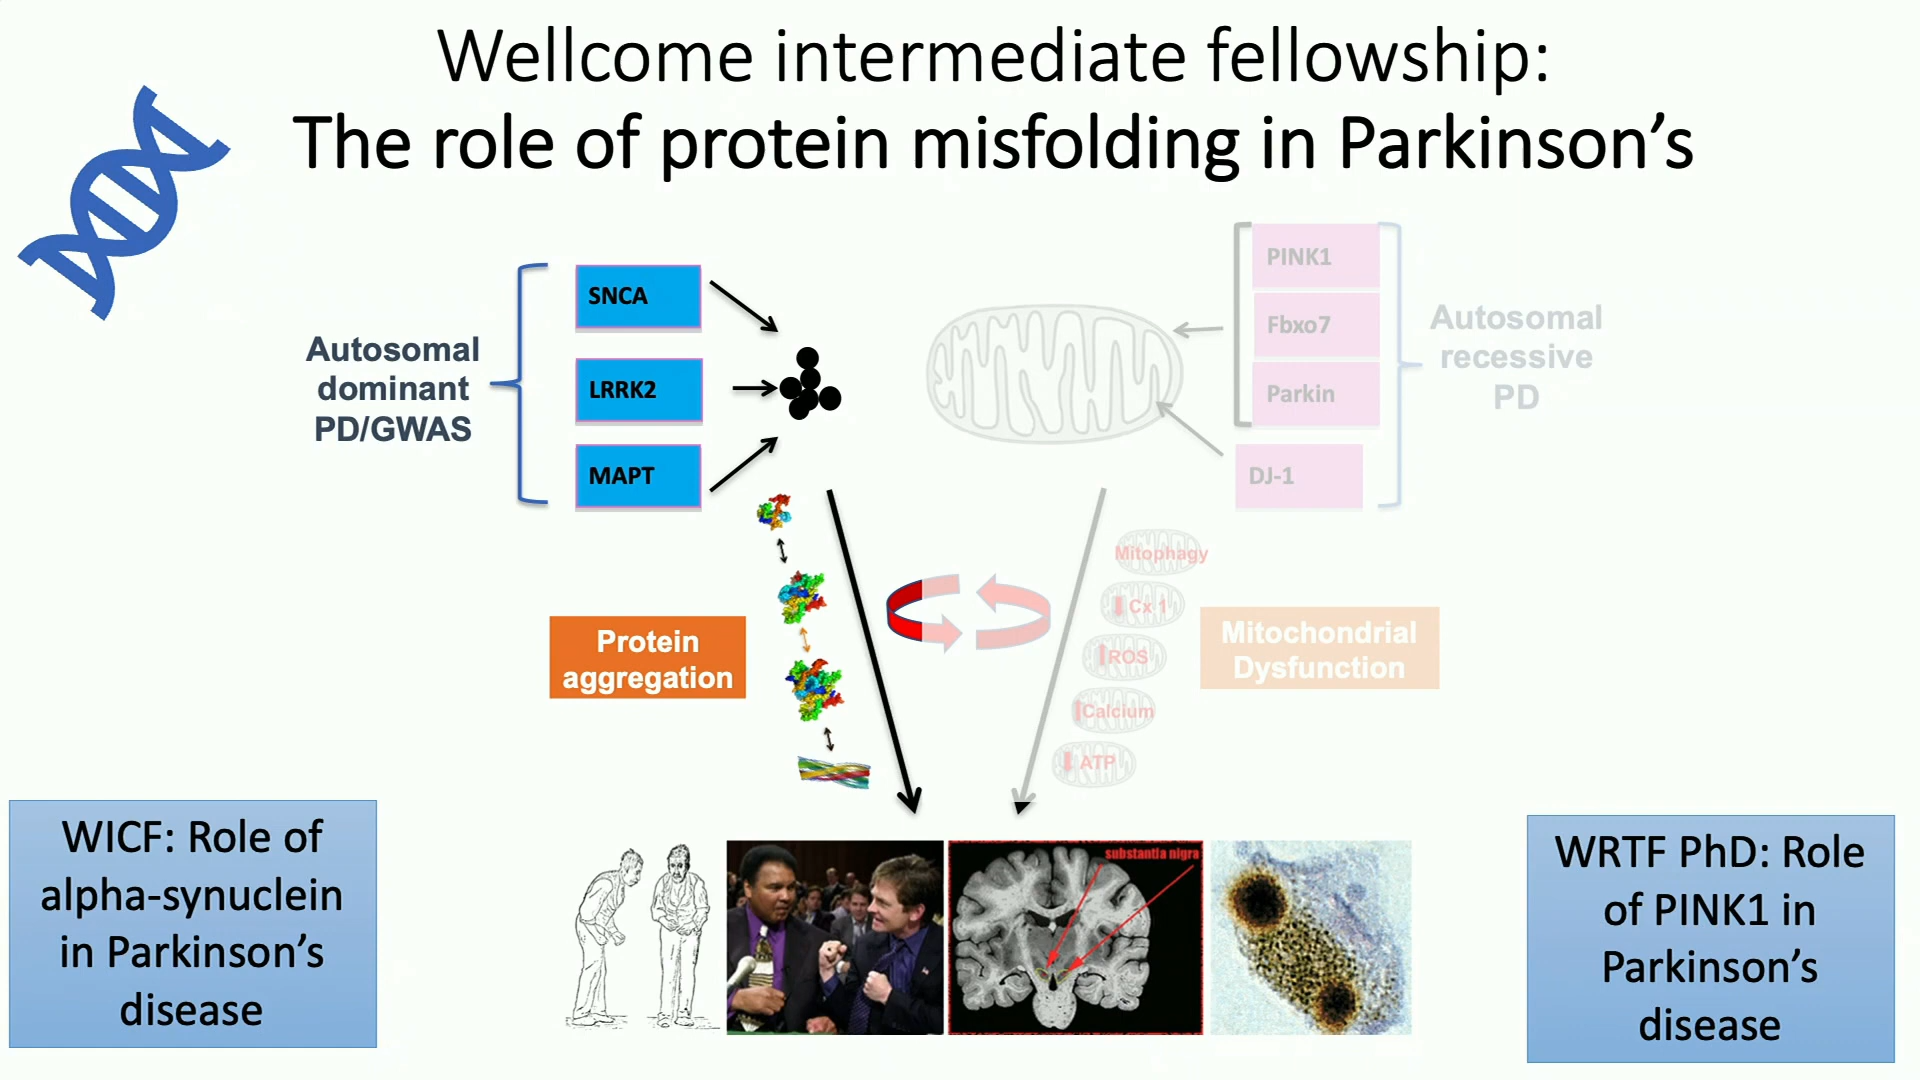 Wellcome intermediate fellowship:
The role of protein misfolding in Parkinson’s
Autosomal
dominant
PD/GWAS
SNCA
LRRK2
MAPT
PINK1
Fbxo7
Parkin
DJ-1
Autosomal
recessive
PD
Protein
aggregation
Mitophagy
Cx 1
ROS
Calcium
ATP
Mitochondrial
Dysfunction
WICF: Role of
alpha-synuclein
in Parkinson’s
disease
substantia nigra
WRTF PhD: Role
of PINK1 in
Parkinson’s
disease